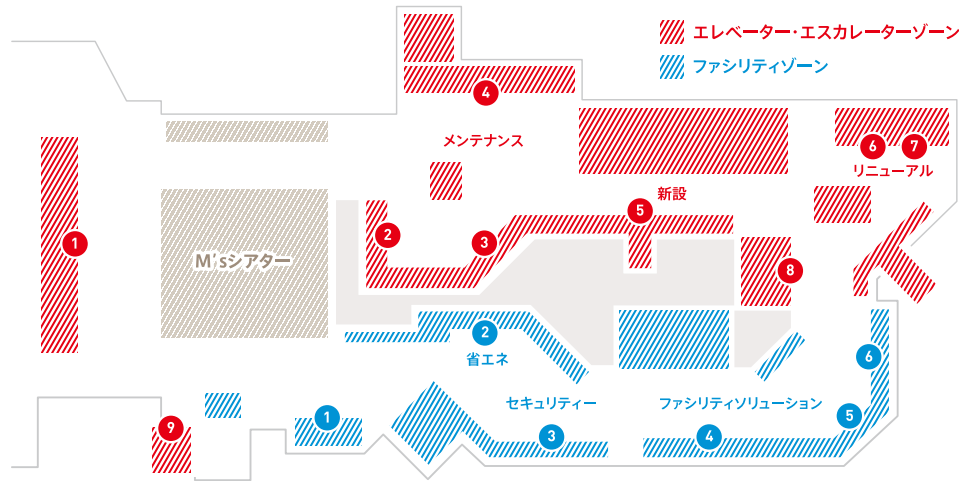 エレベーター・エスカレーターゾーン
ファシリティゾーン
4
メンテナンス
6
7
リニューアル
新設
5
1
2
3
M'sシアター
8
2
省エネ
6
セキュリティー
ファシリティソリューション
1
5
9
3
4